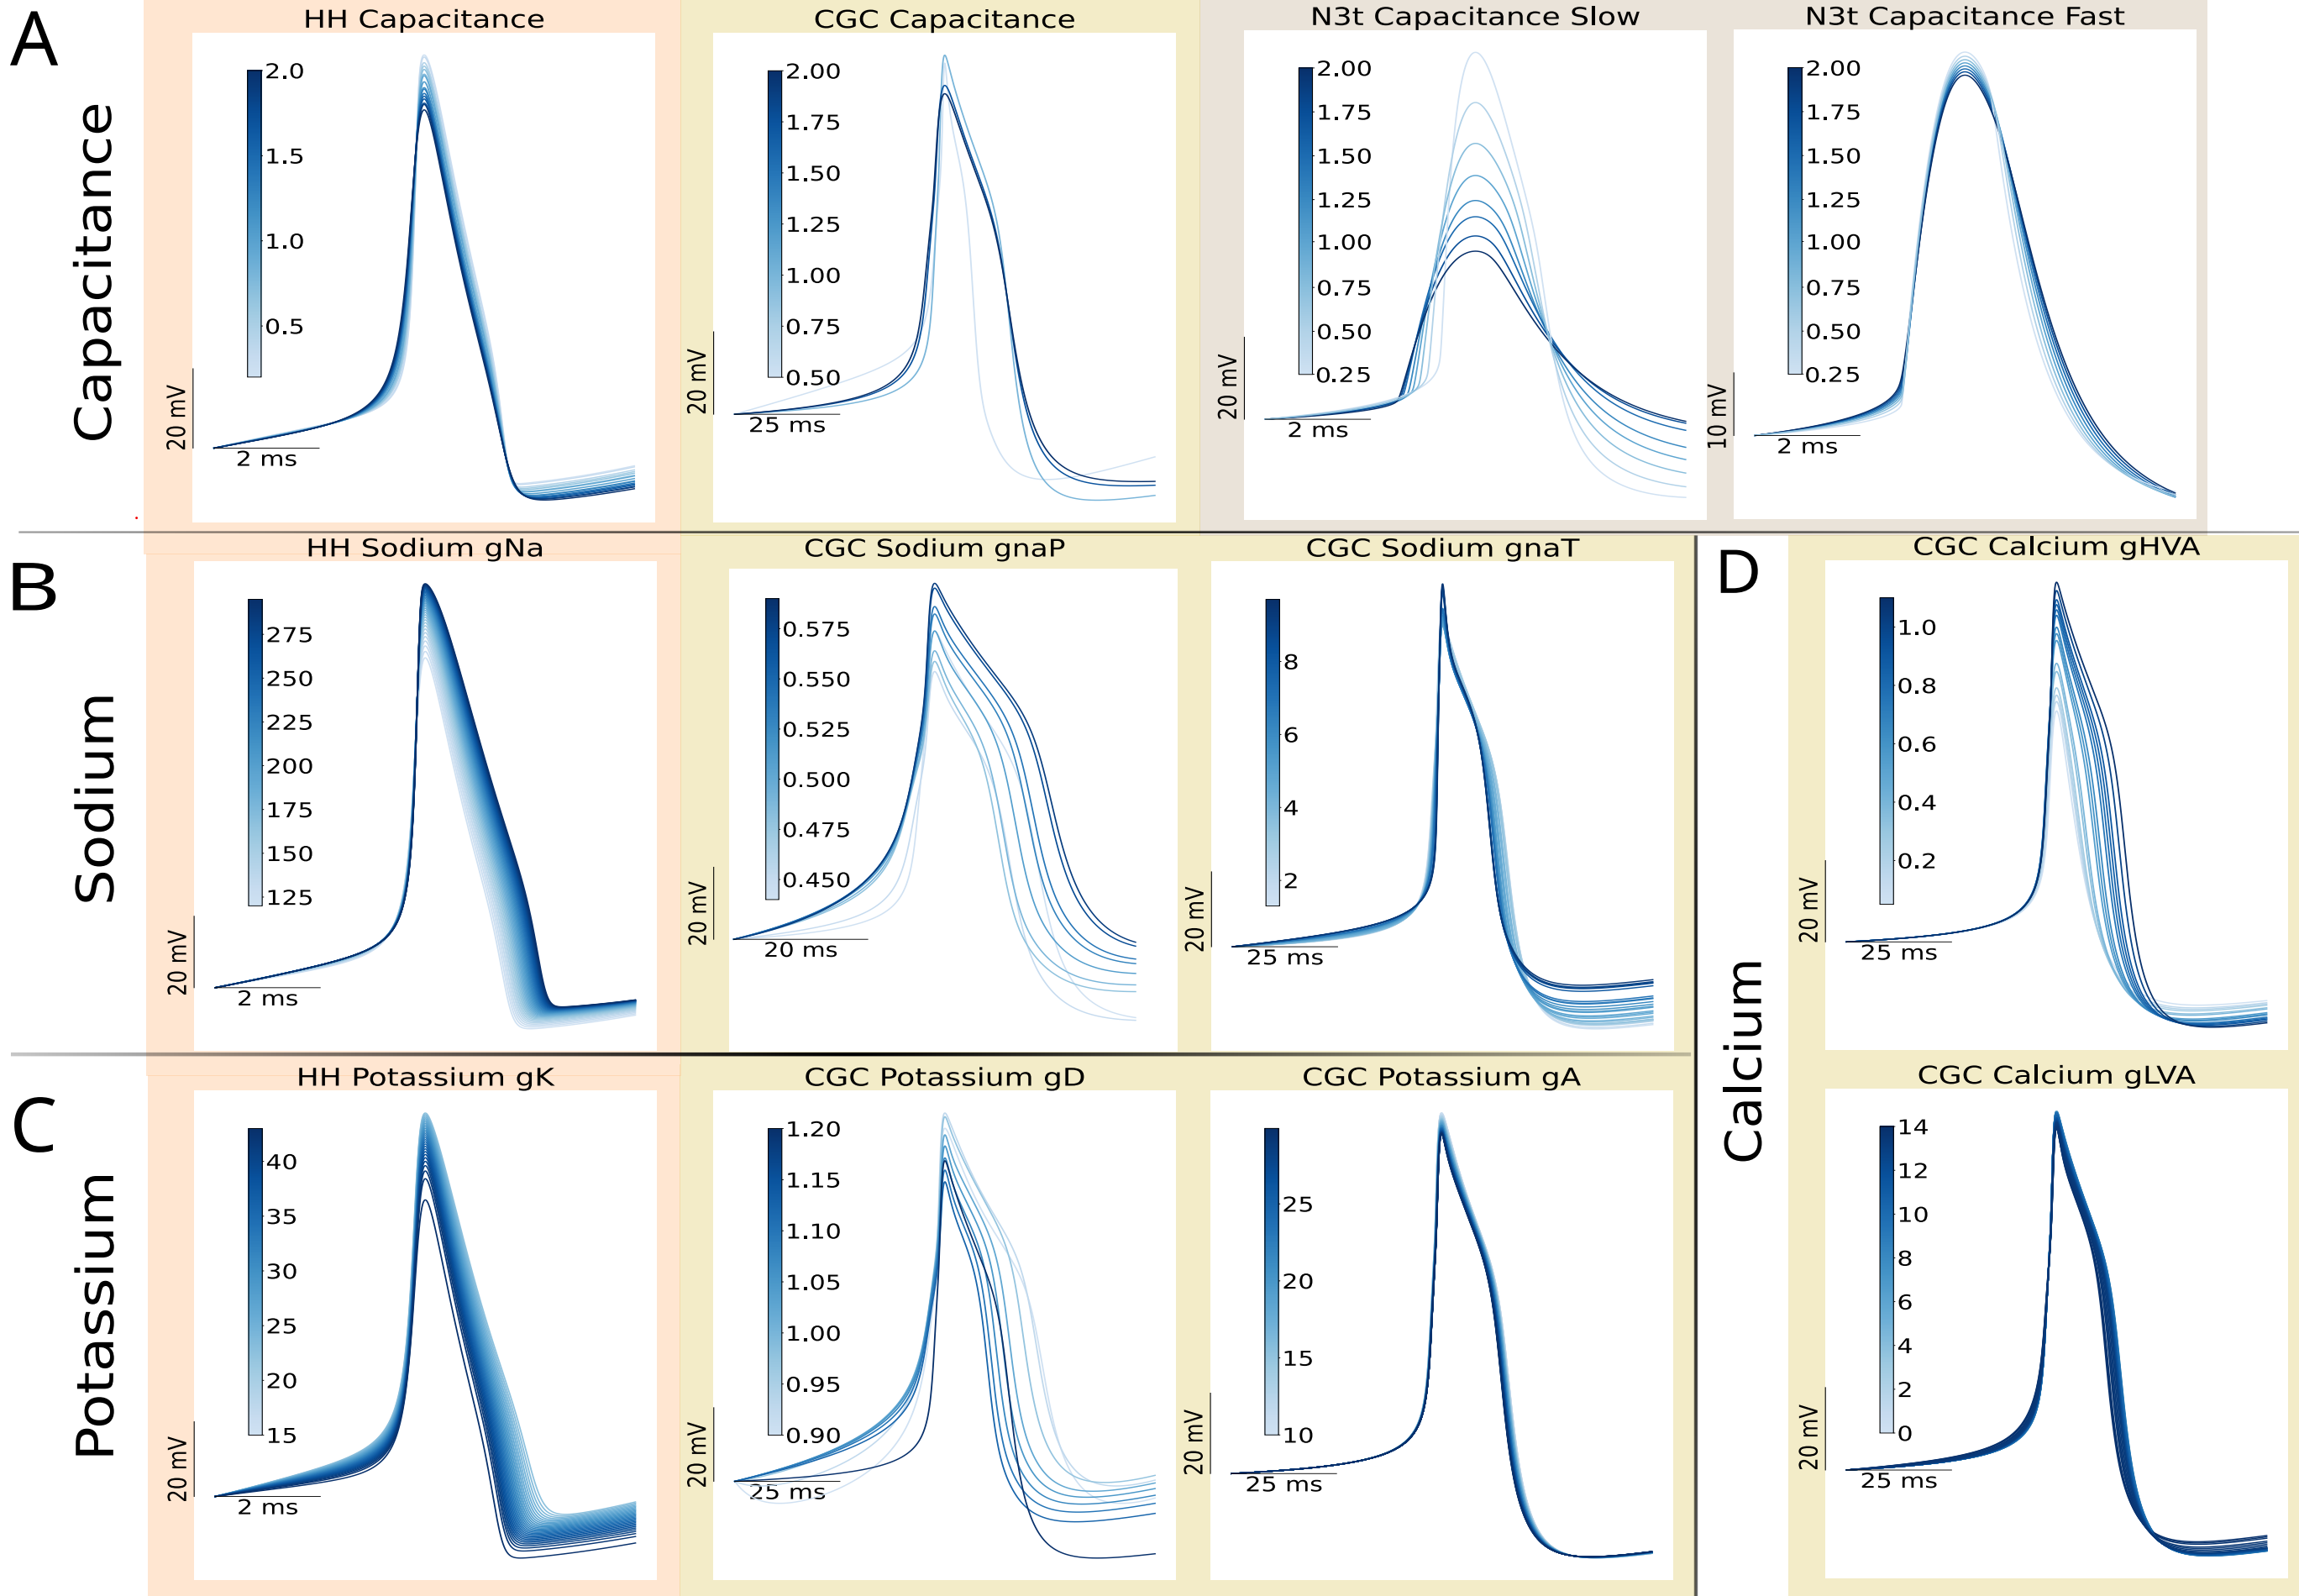 A
Capacitance
HH Capacitance
2.0
1.5
1.0
0.5
20 mV
2 ms
CGC Capacitance
2.00
1.75
1.50
1.25
1.00
0.75
0.50
20 mV
25 ms
N3t Capacitance Slow
2.00
1.75
1.50
1.25
1.00
0.75
0.50
0.25
20 mV
2 ms
N3t Capacitance Fast
2.00
1.75
1.50
1.25
1.00
0.75
0.50
0.25
10 mV
2 ms
B
Sodium
HH Sodium gNa
275
250
225
200
175
150
125
20 mV
2 ms
CGC Sodium gnaP
0.575
0.550
0.525
0.500
0.475
0.450
20 mV
20 ms
CGC Sodium gnaT
8
6
4
2
20 mV
25 ms
C
Potassium
HH Potassium gK
40
35
30
25
20
15
20 mV
2 ms
CGC Potassium gD
1.20
1.15
1.10
1.05
1.00
0.95
0.90
20 mV
25 ms
CGC Potassium gA
25
20
15
10
20 mV
25 ms
D
Calcium
CGC Calcium gHVA
1.0
0.8
0.6
0.4
0.2
20 mV
25 ms
CGC Calcium gLVA
14
12
10
8
6
4
2
0
20 mV
25 ms